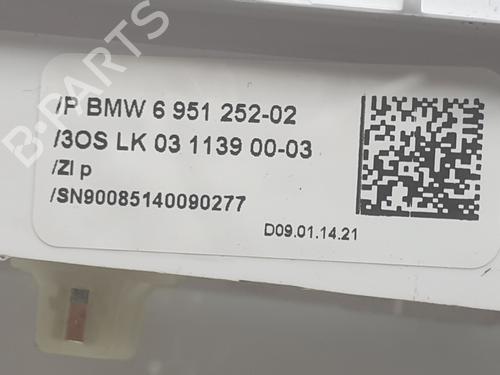 /P BMW 6 951 252-02
/3OS LK 03 1139 00-03
/ZI p
/SN90085140090277
D09.01.14.21
B-PARTS